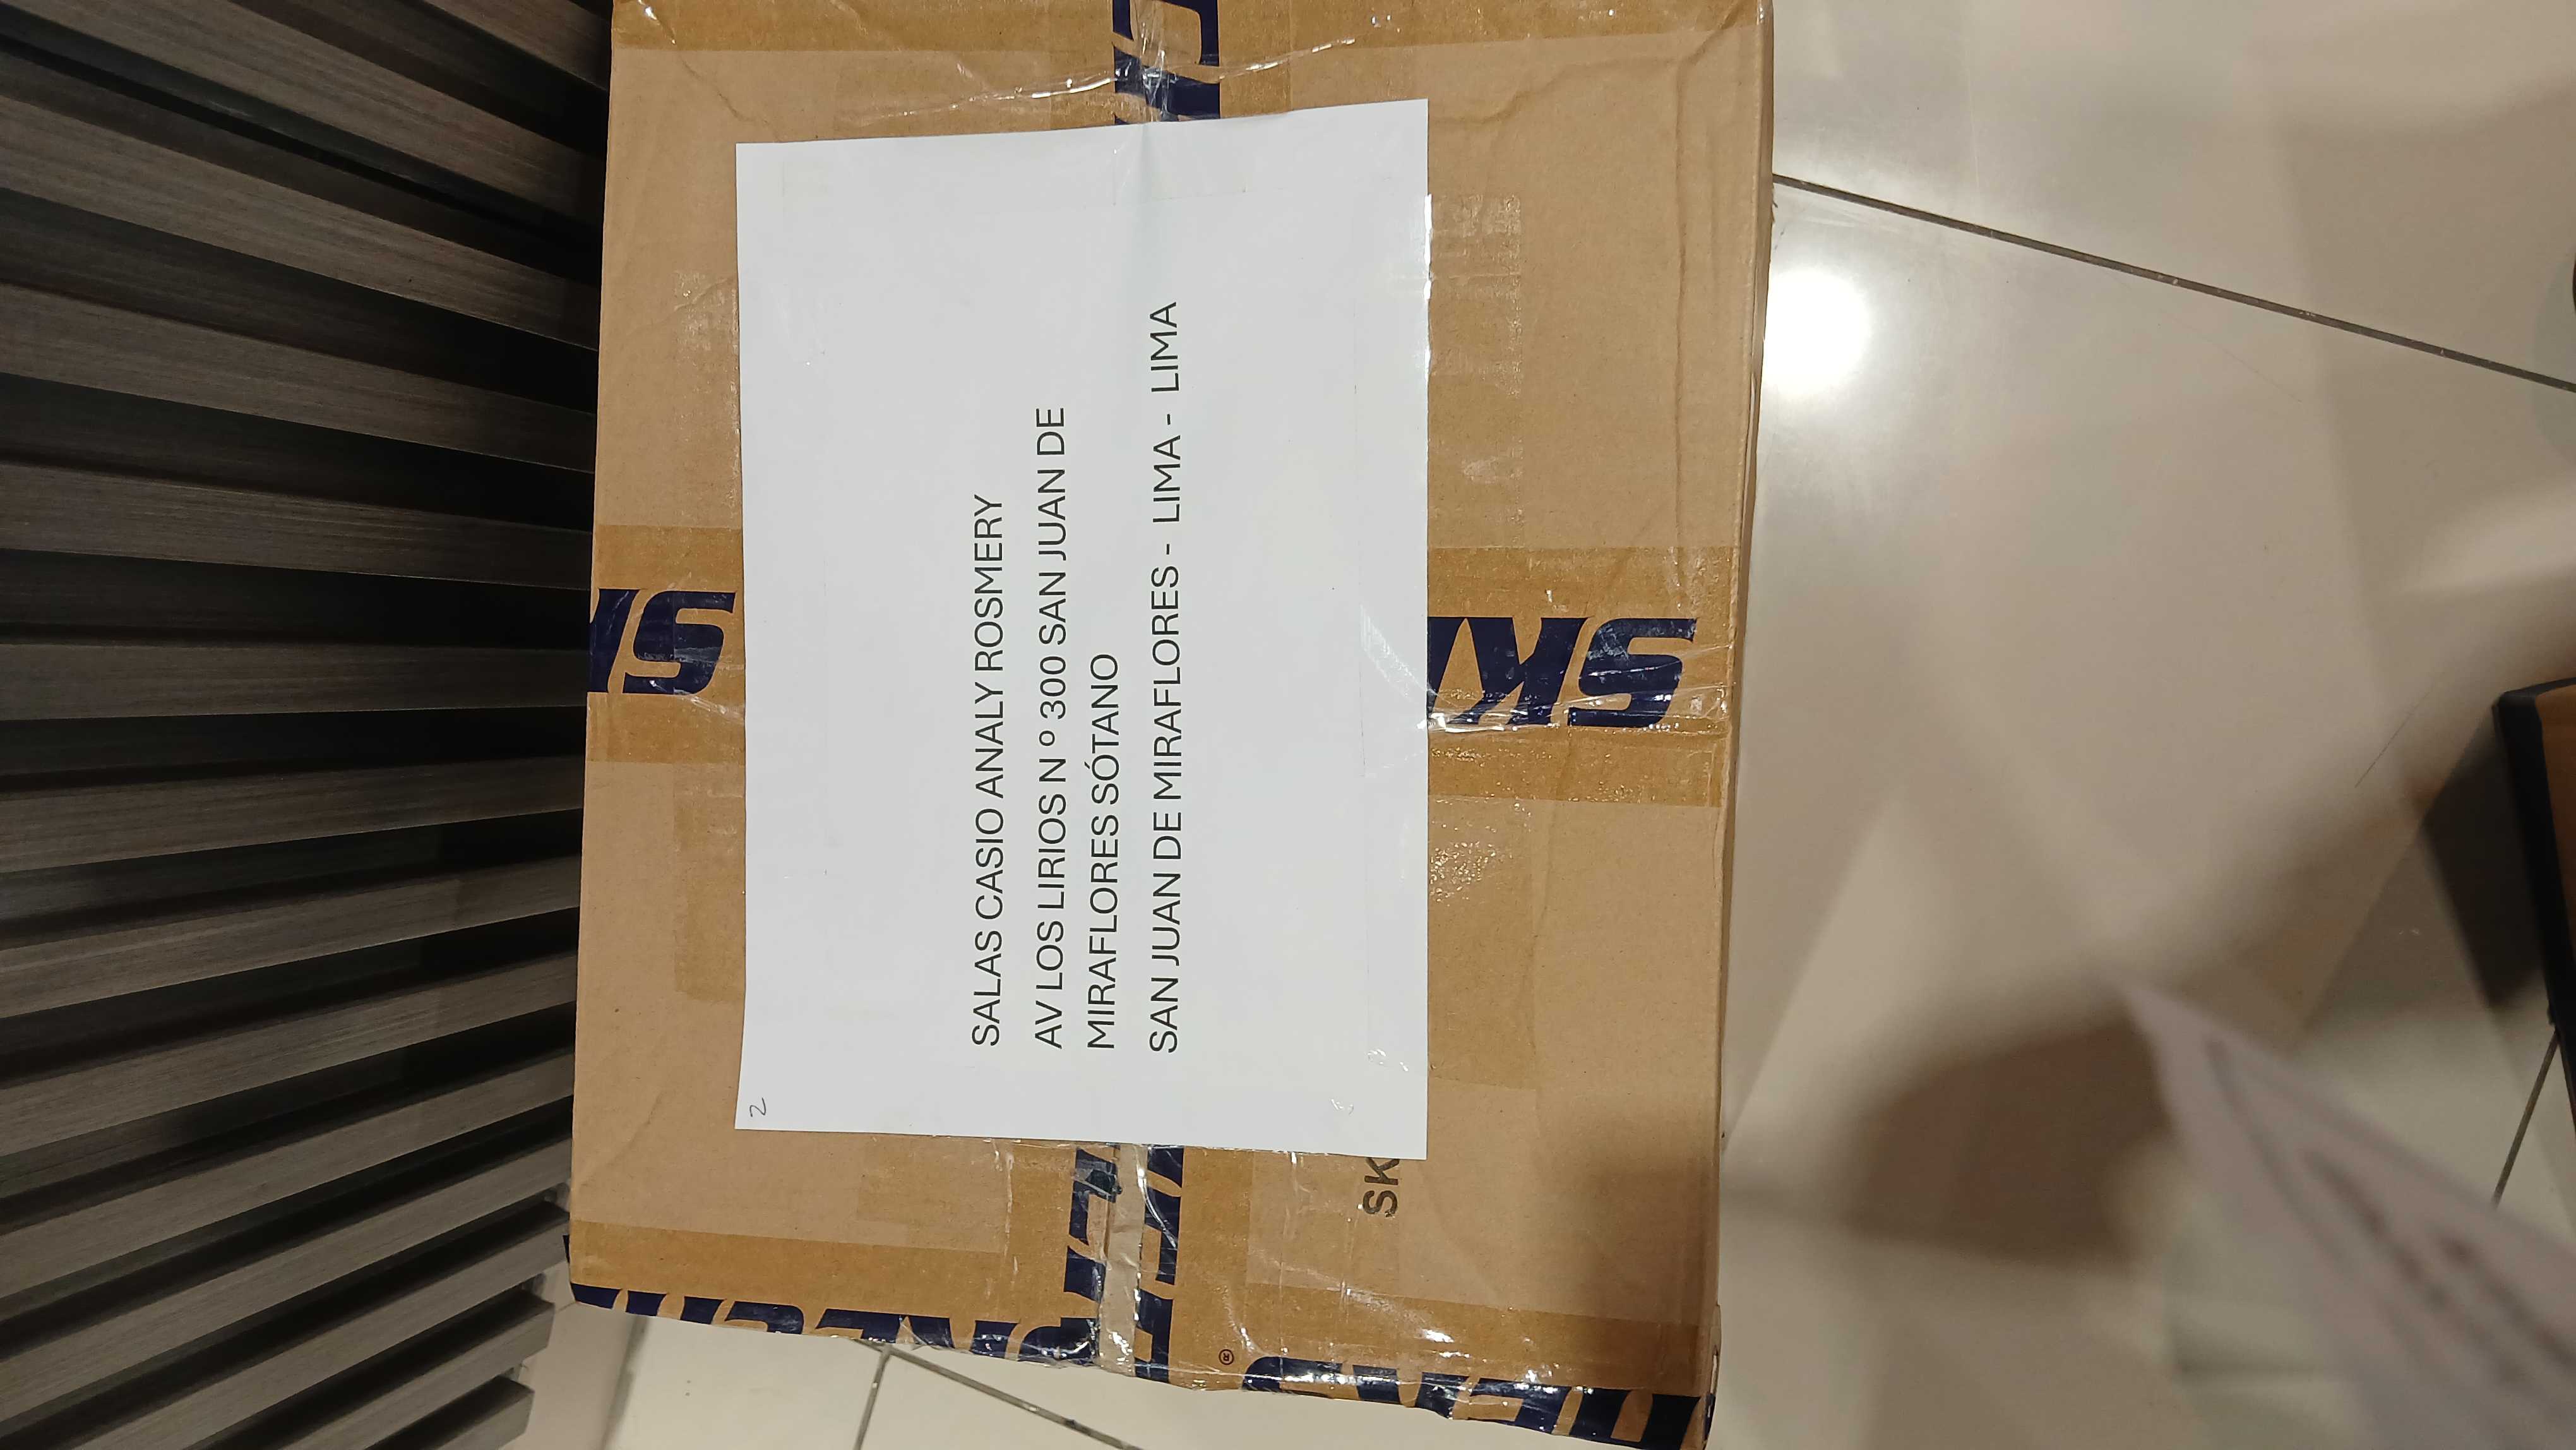 2
SALAS CASIO ANALY ROSMERY
AV LOS LIRIOS N º 300 SAN JUAN DE
MIRAFLORES SÓTANO
SAN JUAN DE MIRAFLORES - LIMA - LIMA
SK
®